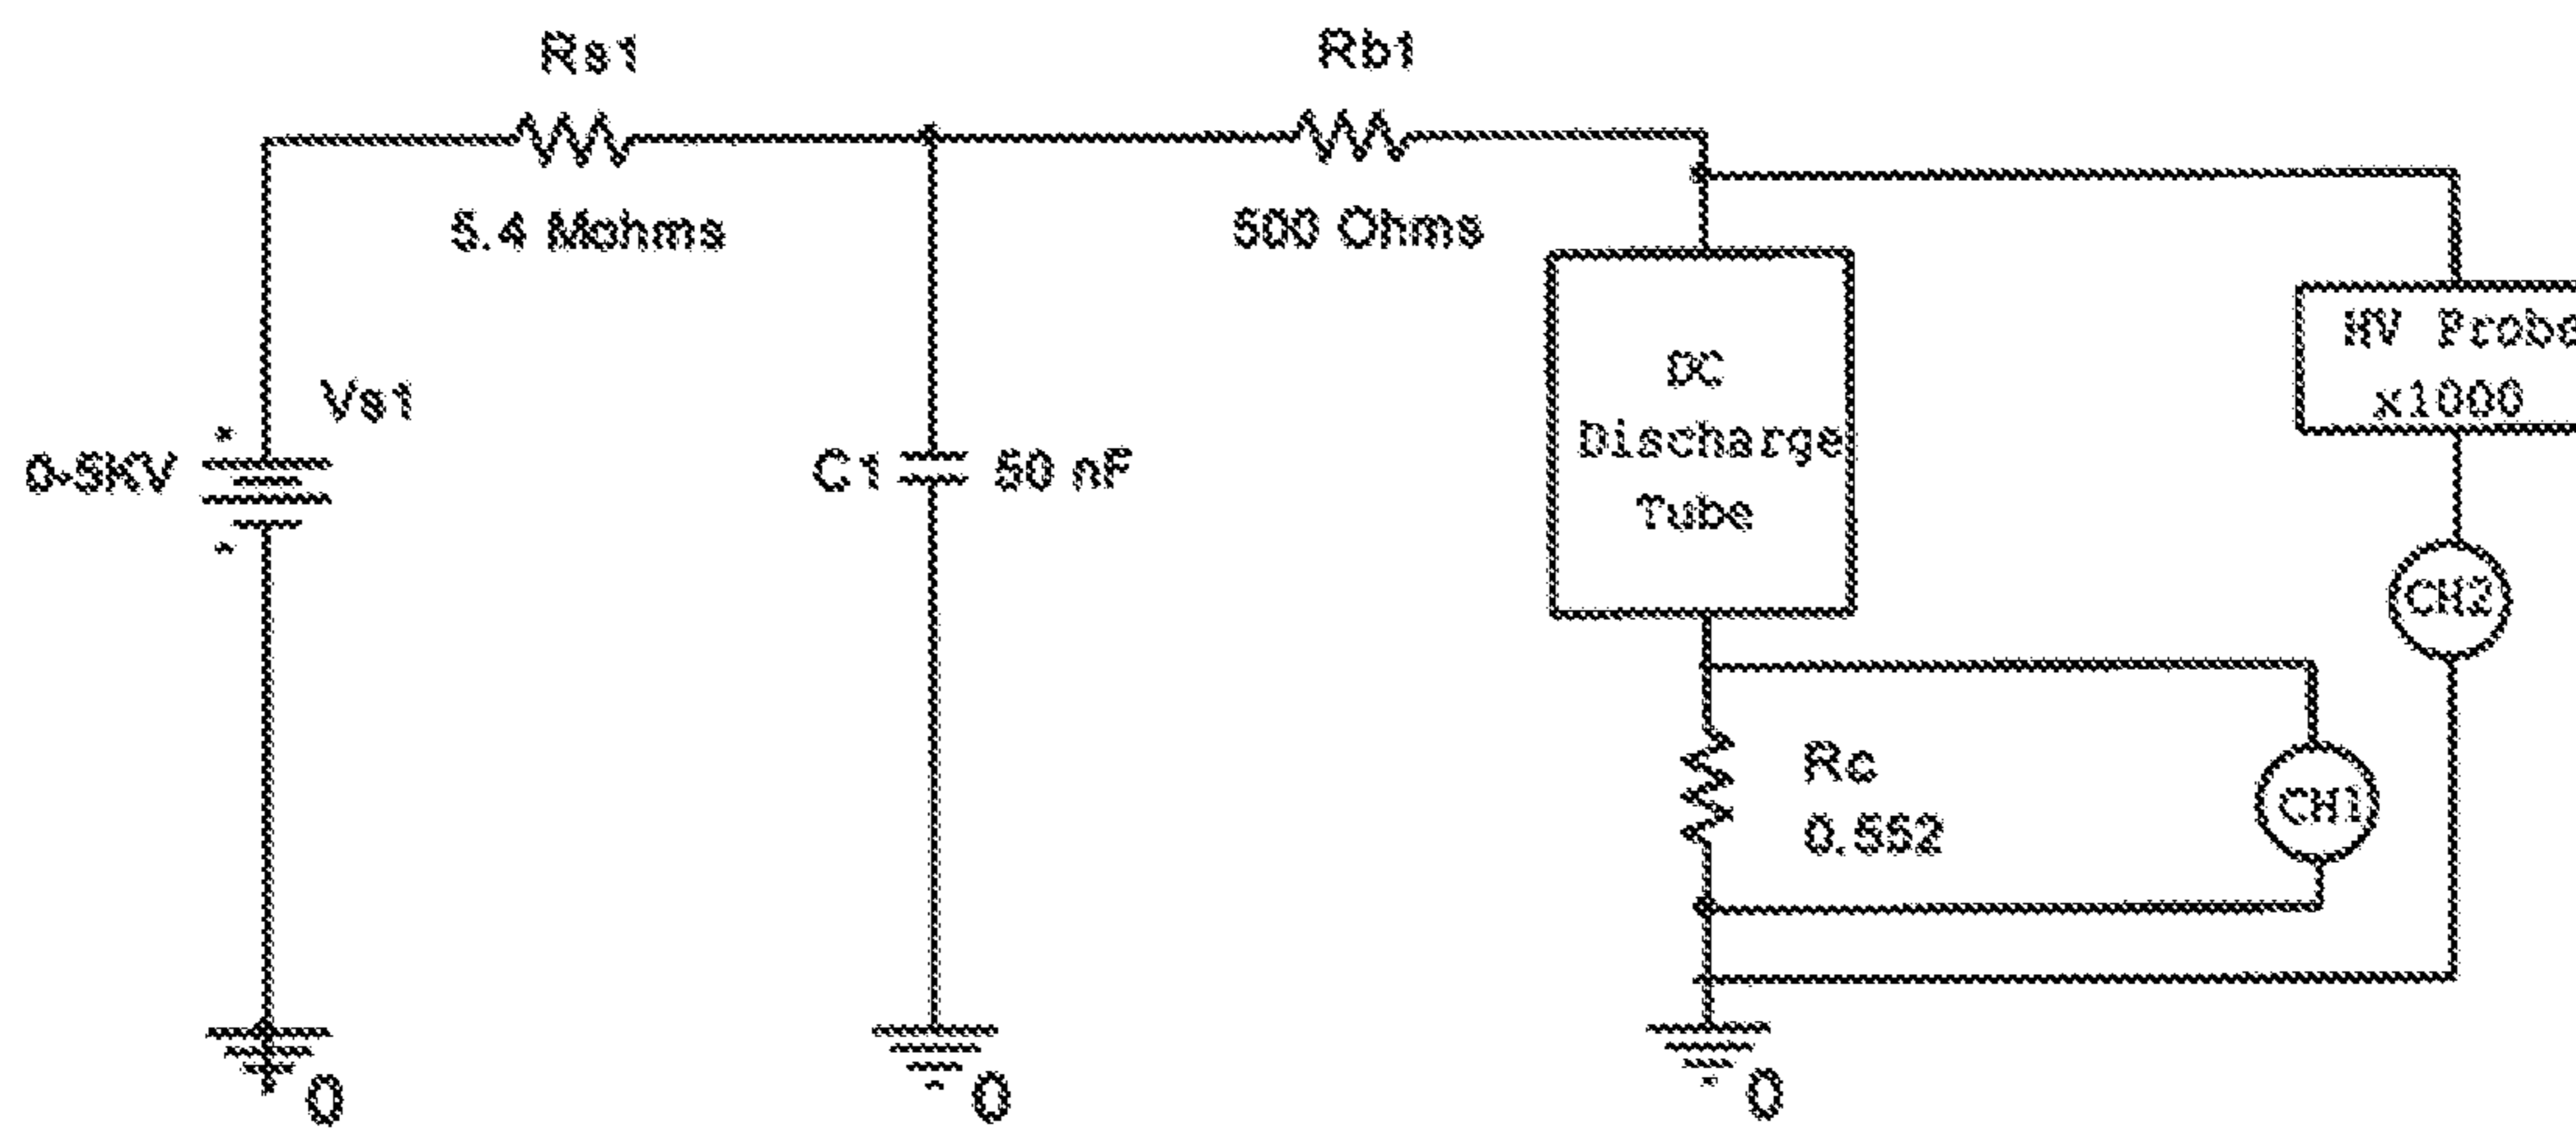 Rs1
Rb1
5.4 Mohms
500 Ohms
HV Probe
x1000
DC
Discharge
Tube
Vs1
0-5KV
C1 50 nF
CH2
Rc
0.552
CH1
0
0
0